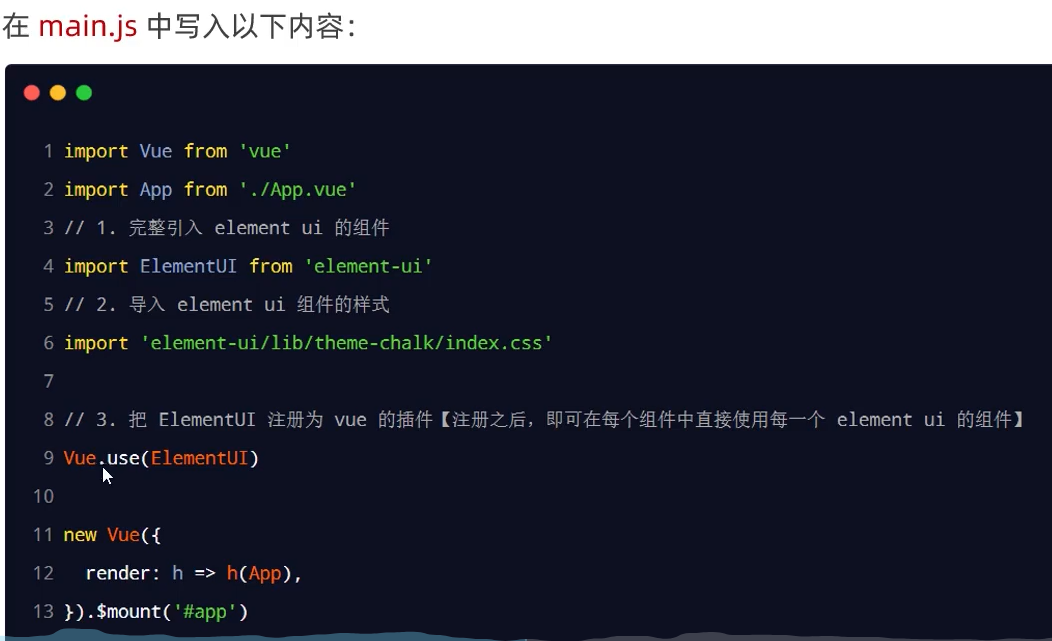 在 main.js 中写入以下内容：
1 import Vue from 'vue'
2 import App from './App.vue'
3 // 1. 完整引入 element ui 的组件
4 import ElementUI from 'element-ui'
5 // 2. 导入 element ui 组件的样式
6 import 'element-ui/lib/theme-chalk/index.css'
7
8 // 3. 把 ElementUI 注册为 vue 的插件【注册之后，即可在每个组件中直接使用每一个 element ui 的组件】
9 Vue.use(ElementUI)
10
11 new Vue({
12   render: h => h(App),
13 }).$mount('#app')